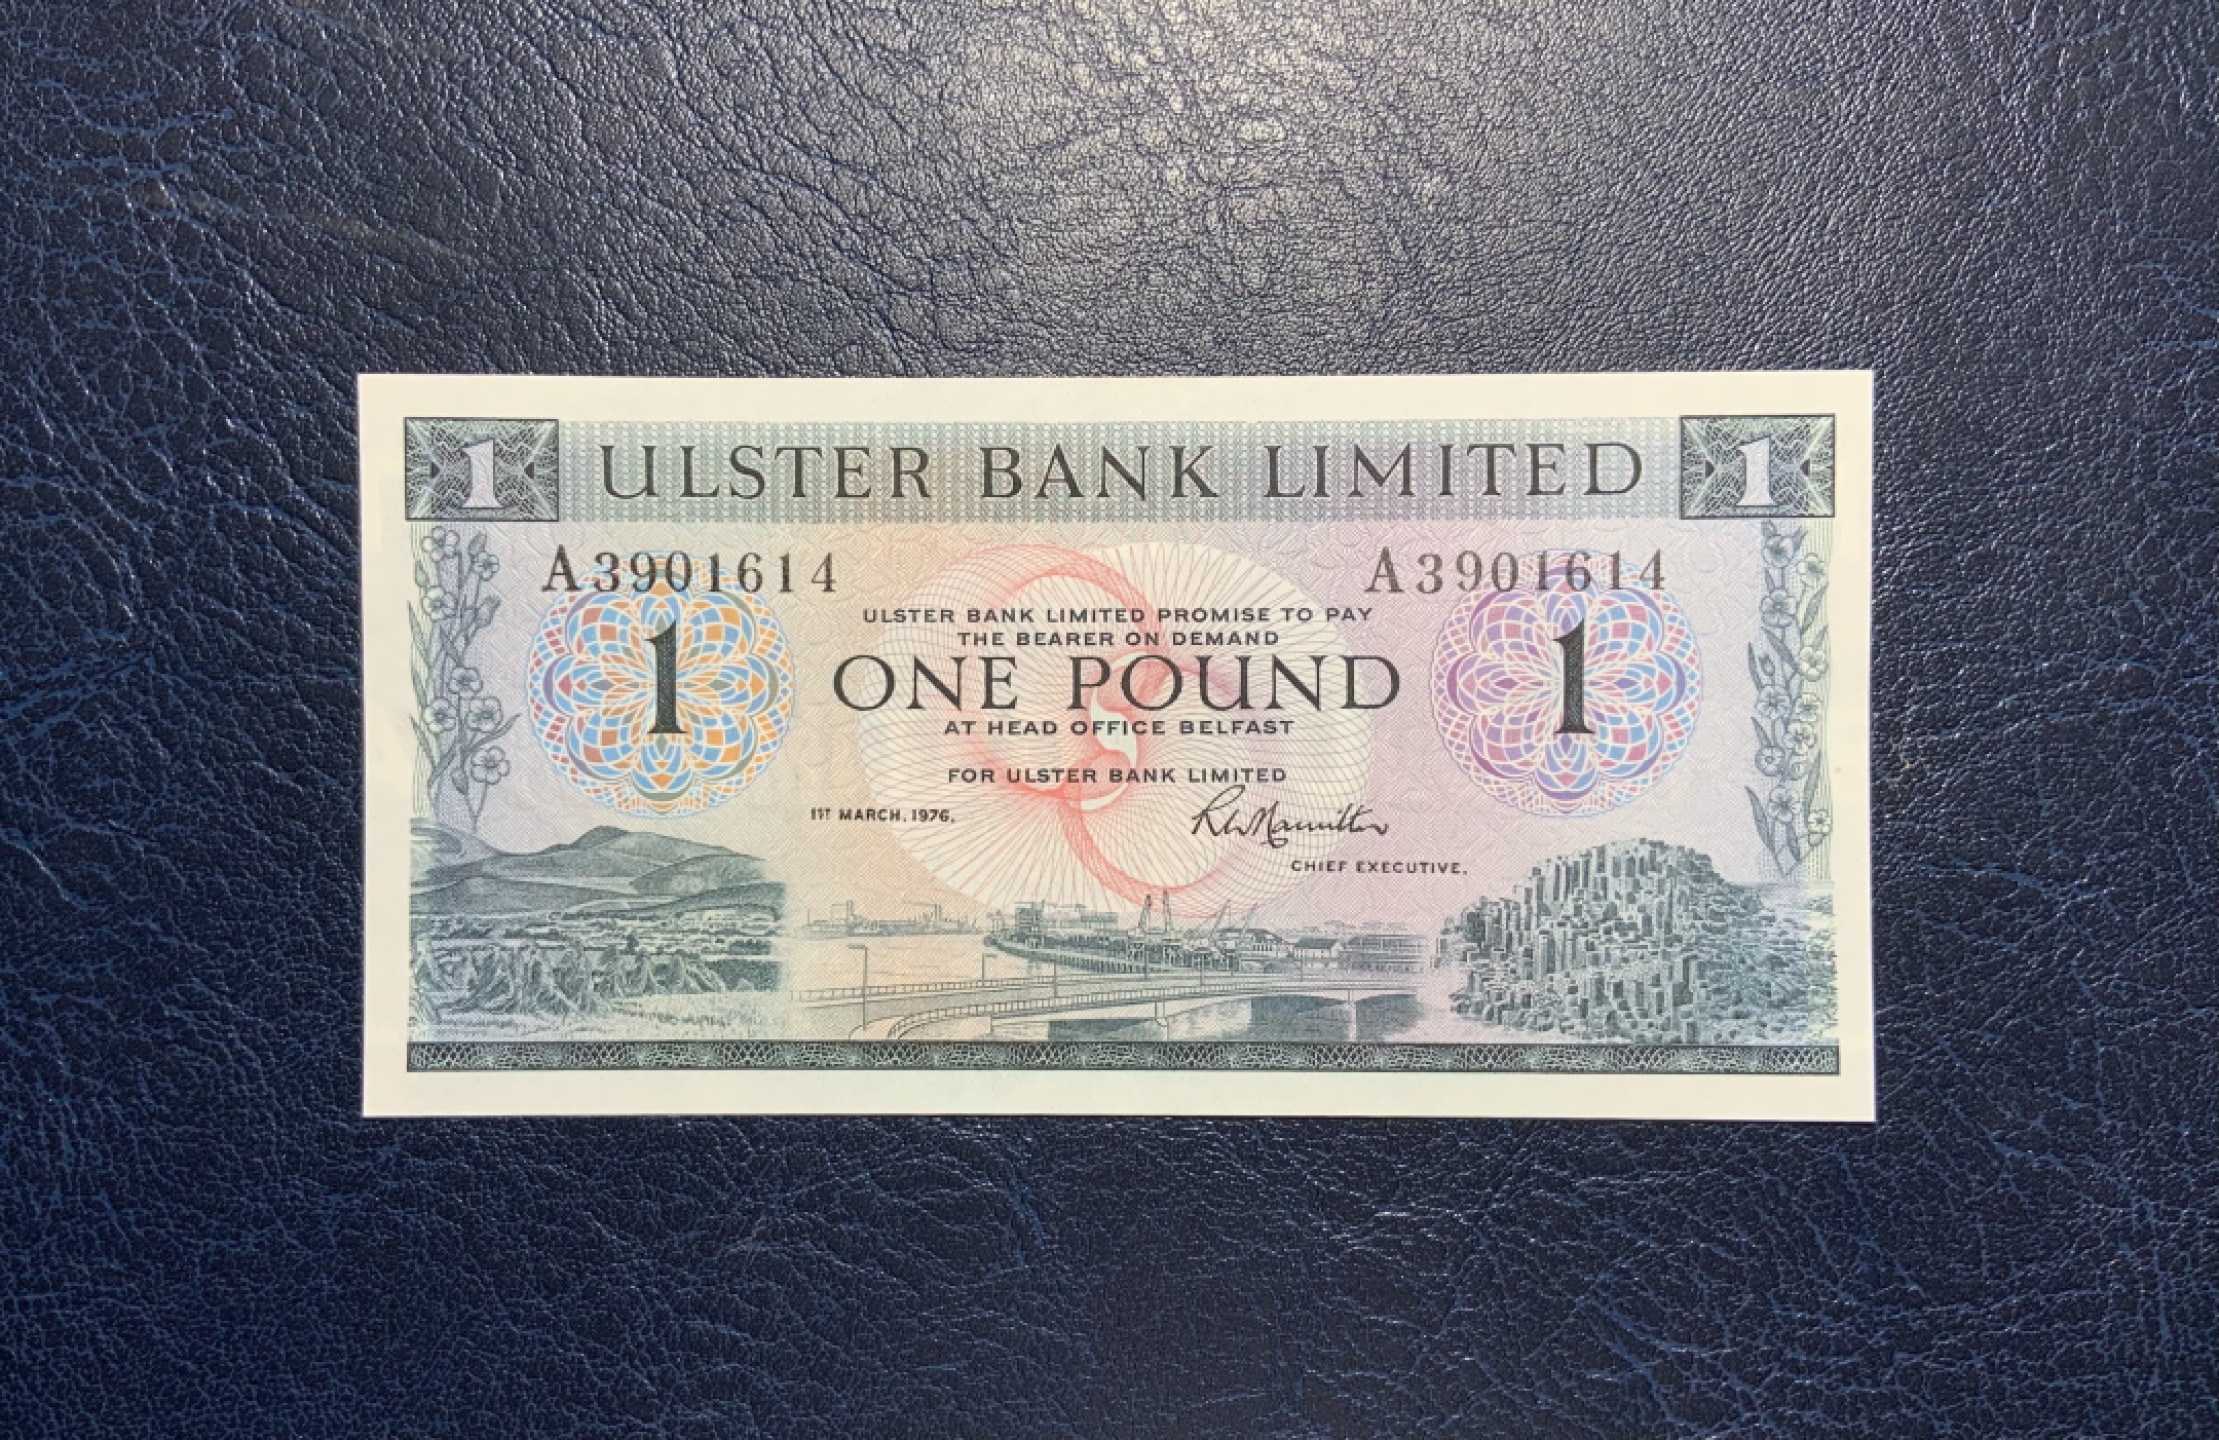 1 ULSTER BANK LIMITED 1
A3901614 A3901614
ULSTER BANK LIMITED PROMISE TO PAY
THE BEARER ON DEMAND
1 ONE POUND 1
AT HEAD OFFICE BELFAST
FOR ULSTER BANK LIMITED
1ST MARCH, 1976.
CHIEF EXECUTIVE.